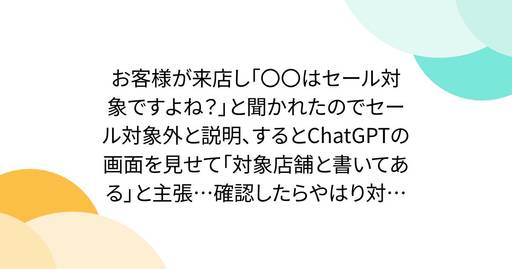 お客様が来店し「〇〇はセール対
象ですよね？」と聞かれたのでセー
ル対象外と説明、するとChatGPTの
画面を見せて「対象店舗と書いてあ
る」と主張…確認したらやはり対…